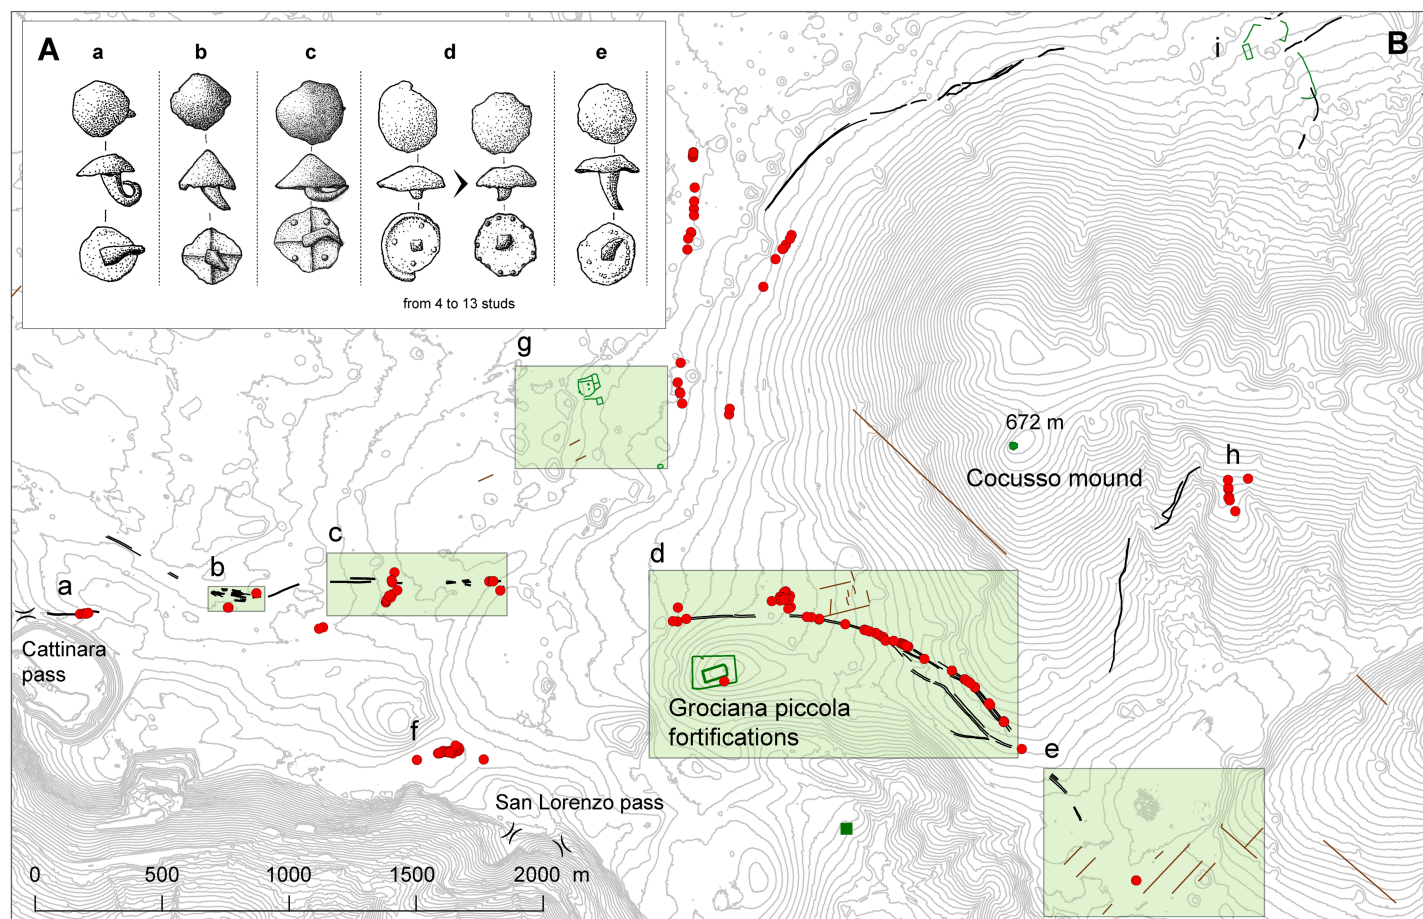 A
a b c d e
from 4 to 13 studs
B
i
g
672 m
Cocusso mound
h
c
d
b
a
Cattinara
pass
Grociana piccola
fortifications
f
e
San Lorenzo pass
0 500 1000 1500 2000 m